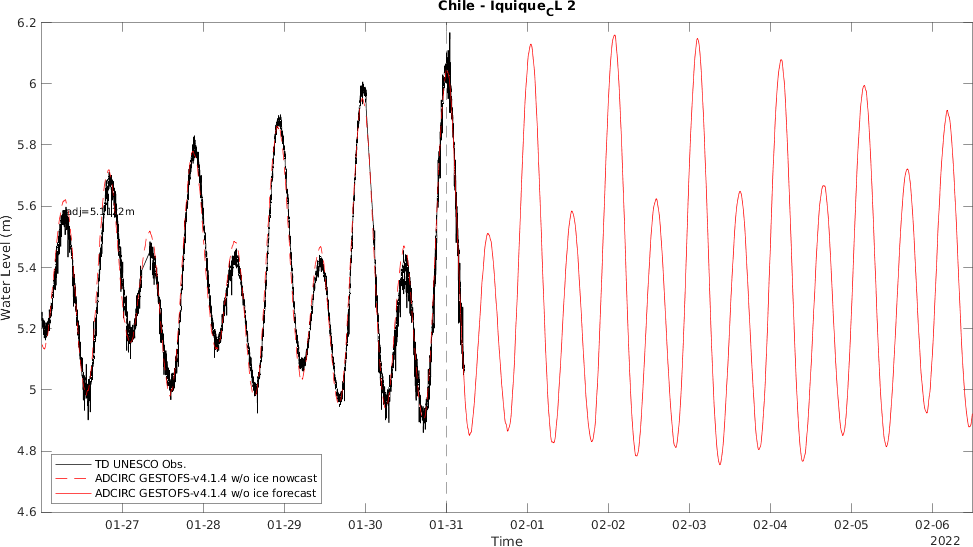 Chile - Iquique_CL 2
6.2
6
5.8
5.6
5.4
5.2
5
4.8
4.6
Water Level (m)
TD UNESCO Obs.
ADCIRC GESTOFS-v4.1.4 w/o ice nowcast
ADCIRC GESTOFS-v4.1.4 w/o ice forecast
01-27 01-28 01-29 01-30 01-31 02-01 02-02 02-03 02-04 02-05 02-06
Time
2022